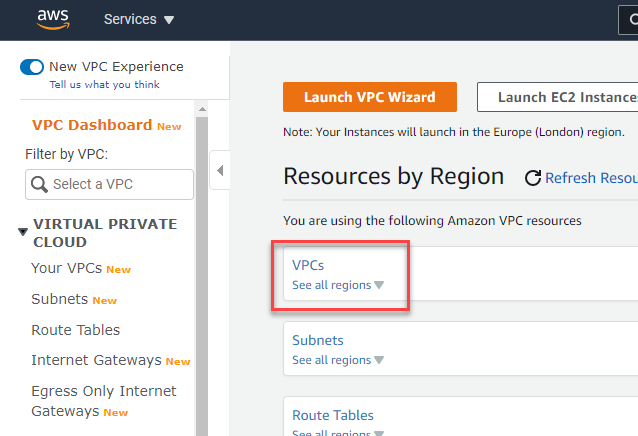 aws
Services
New VPC Experience
Tell us what you think
VPC Dashboard New
Filter by VPC:
Select a VPC
VIRTUAL PRIVATE
CLOUD
Your VPCs New
Subnets New
Route Tables
Internet Gateways New
Egress Only Internet
Gateways New
Launch VPC Wizard
Launch EC2 Instances
Note: Your Instances will launch in the Europe (London) region.
Resources by Region
Refresh Resou
You are using the following Amazon VPC resources
VPCs
See all regions
Subnets
See all regions
Route Tables
See all regions